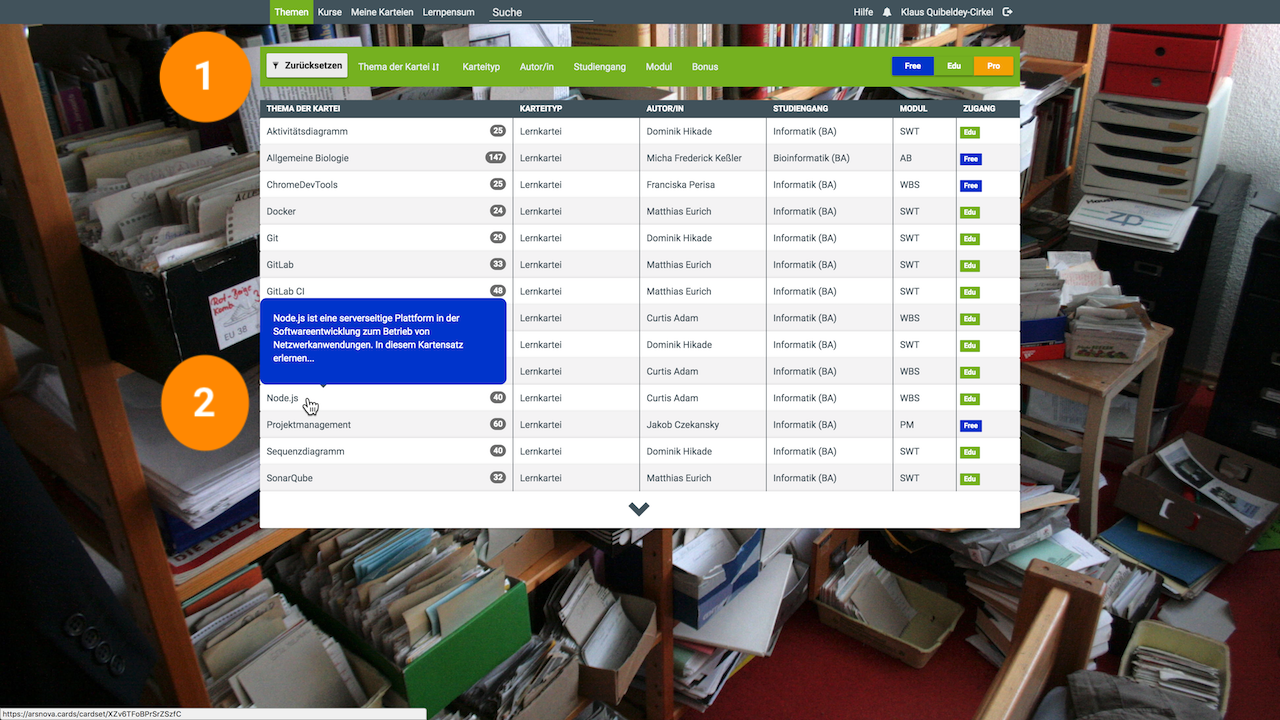 Themen Kurse Meine Karteien Lernpensum Suche Hilfe Klaus Quibeldey-Cirkel
1
Zurücksetzen Thema der Kartei Karteityp Autor/in Studiengang Modul Bonus Free Edu Pro
THEMA DER KARTEI KARTEITYP AUTOR/IN STUDIENGANG MODUL ZUGANG
Aktivitätsdiagramm 25 Lernkartei Dominik Hikade Informatik (BA) SWT Edu
Allgemeine Biologie 147 Lernkartei Micha Frederick Keßler Bioinformatik (BA) AB Free
ChromeDevTools 25 Lernkartei Franciska Perisa Informatik (BA) WBS Free
Docker 24 Lernkartei Matthias Eurich Informatik (BA) SWT Edu
Git 29 Lernkartei Dominik Hikade Informatik (BA) SWT Edu
GitLab 33 Lernkartei Matthias Eurich Informatik (BA) SWT Edu
GitLab CI 48 Lernkartei Matthias Eurich Informatik (BA) SWT Edu
Node.js ist eine serverseitige Plattform in der
Softwareentwicklung zum Betrieb von
Netzwerkanwendungen. In diesem Kartensatz
erlernen...
Lernkartei Curtis Adam Informatik (BA) WBS Edu
Lernkartei Dominik Hikade Informatik (BA) SWT Edu
Lernkartei Curtis Adam Informatik (BA) WBS Edu
2
Node.js 40 Lernkartei Curtis Adam Informatik (BA) WBS Edu
Projektmanagement 60 Lernkartei Jakob Czekansky Informatik (BA) PM Free
Sequenzdiagramm 40 Lernkartei Dominik Hikade Informatik (BA) SWT Edu
SonarQube 32 Lernkartei Matthias Eurich Informatik (BA) SWT Edu
Rot-Beige
Kumb
EU 38
https://arsnova.cards/cardset/XZv6TFoBPrSrZSzfC